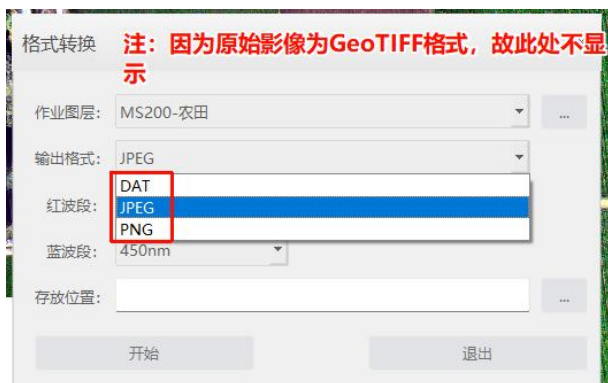 格式转换
注：因为原始影像为GeoTIFF格式，故此处不显
示
作业图层: MS200-农田 ...
输出格式: JPEG
DAT
红波段: JPEG
PNG
蓝波段: 450nm
存放位置: ...
开始 退出